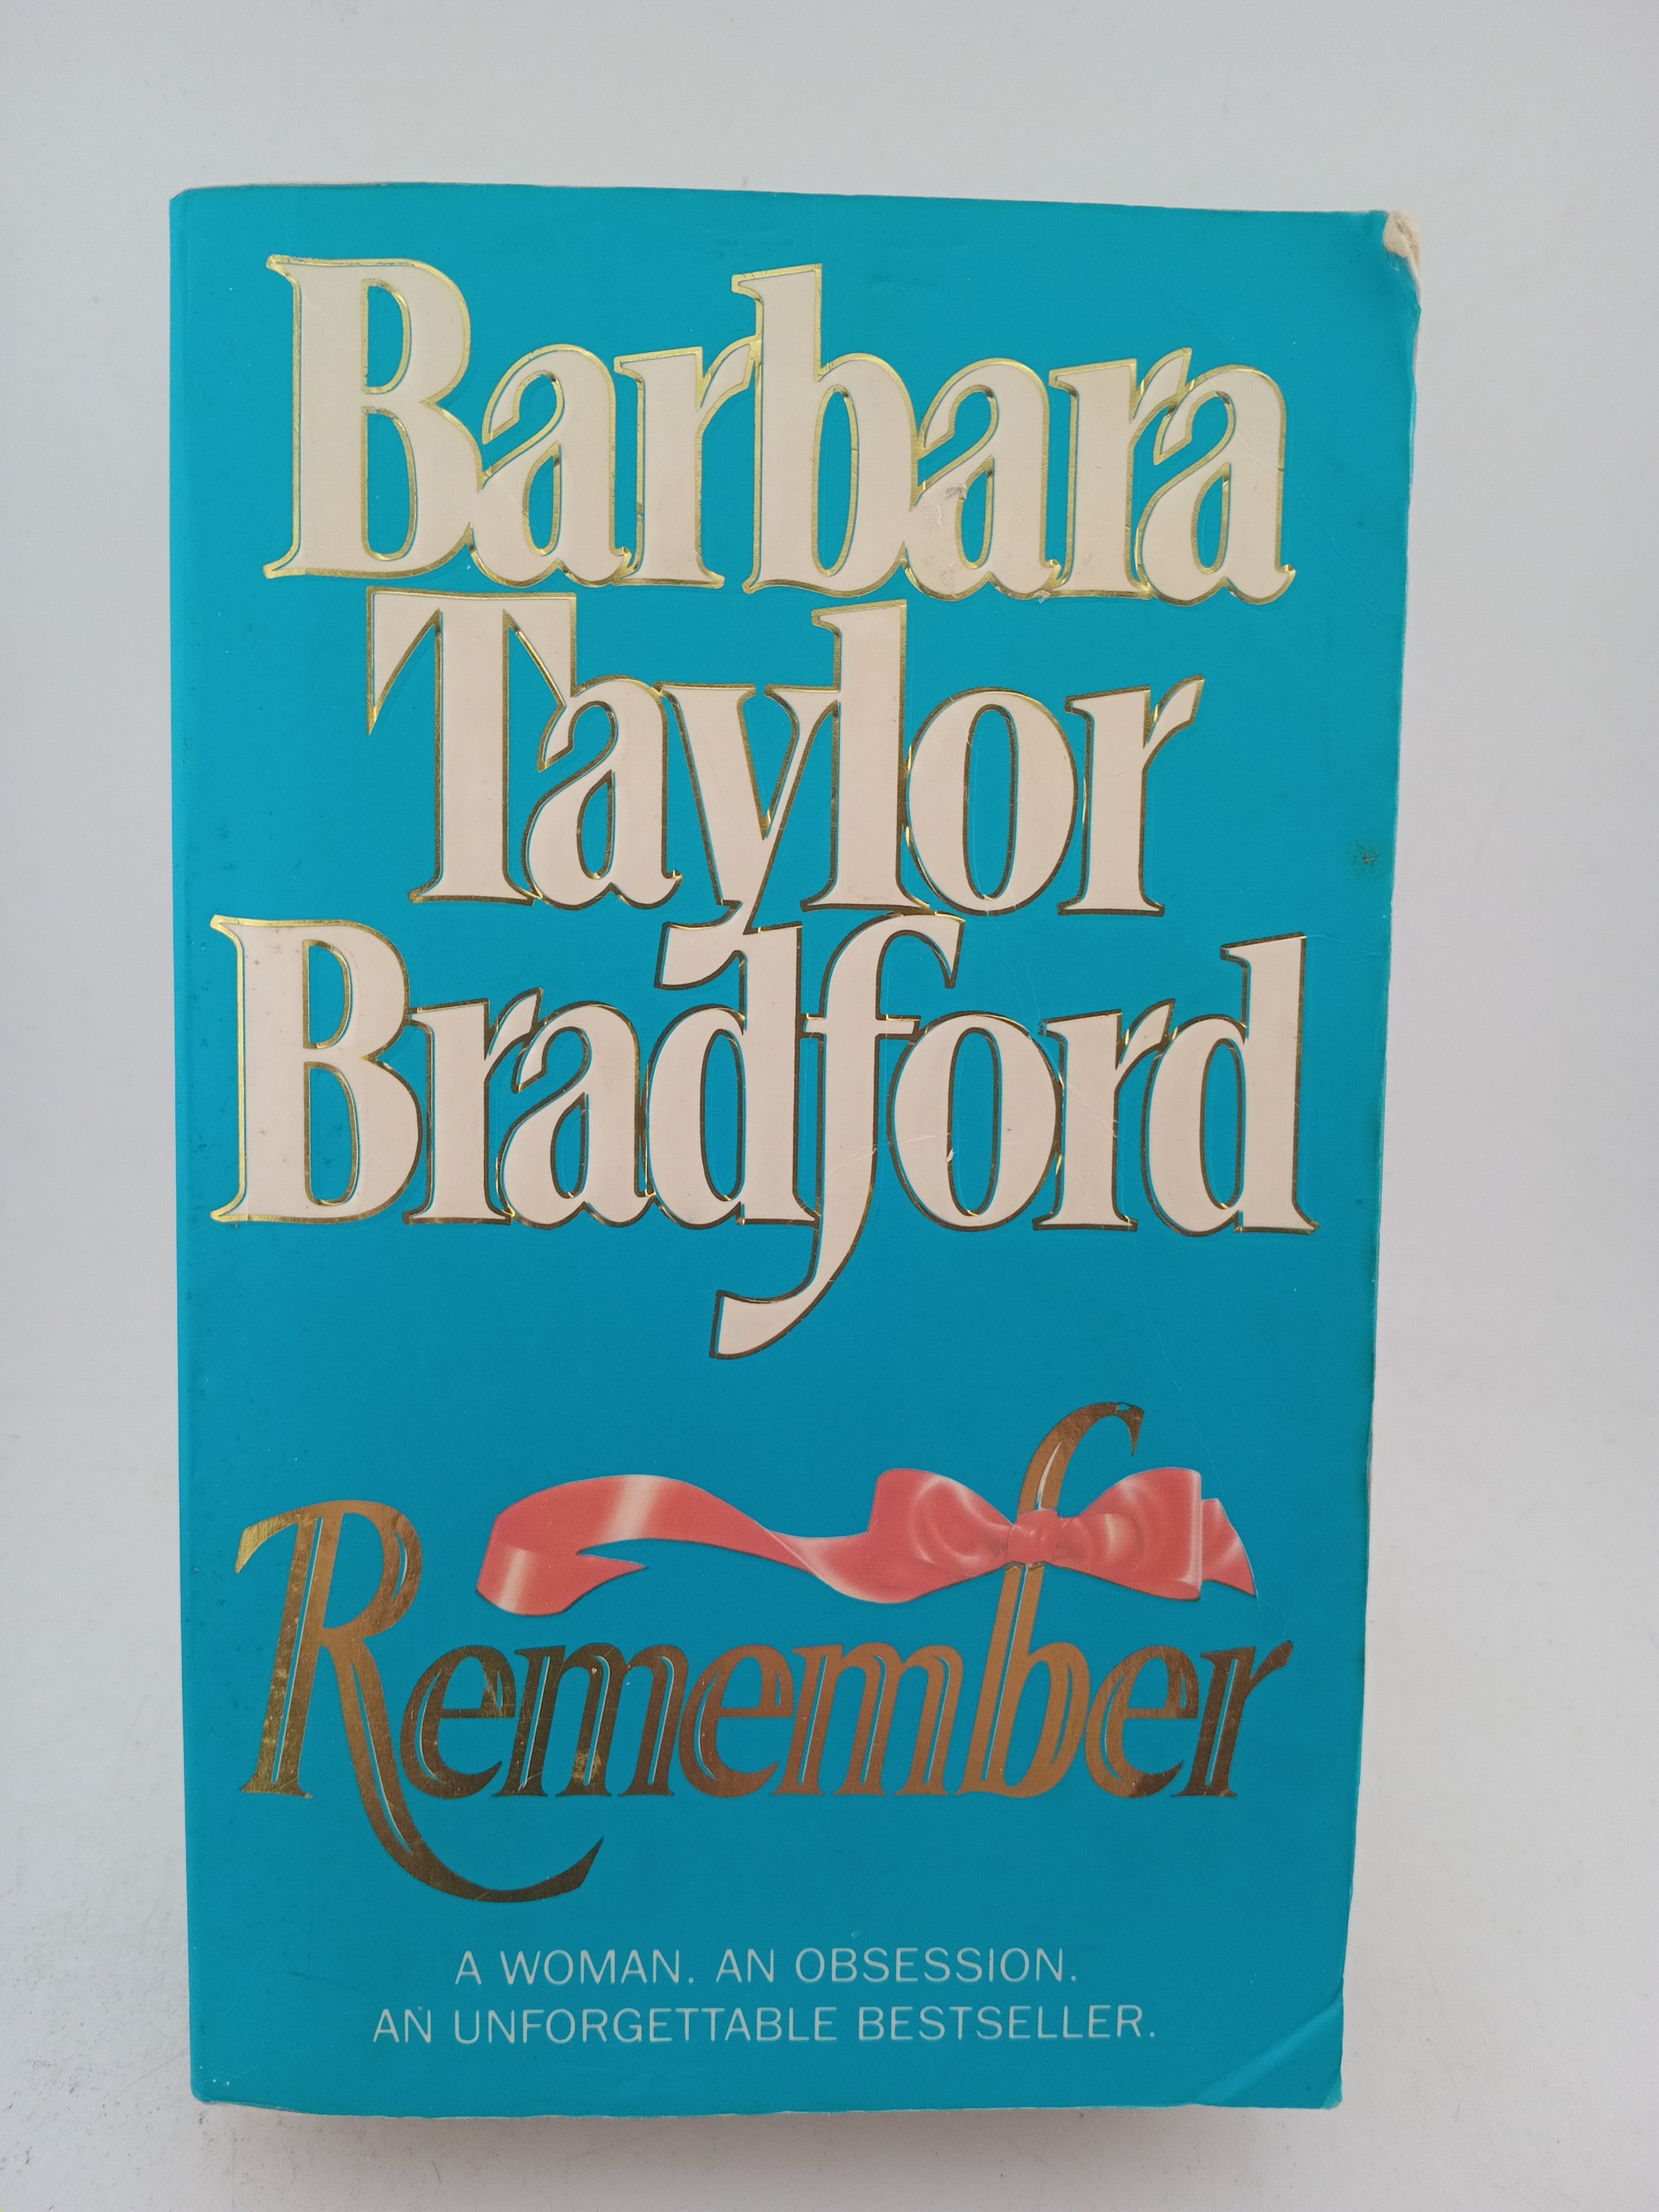 Barbara
Taylor
Bradford
Remember
A WOMAN. AN OBSESSION.
AN UNFORGETTABLE BESTSELLER.